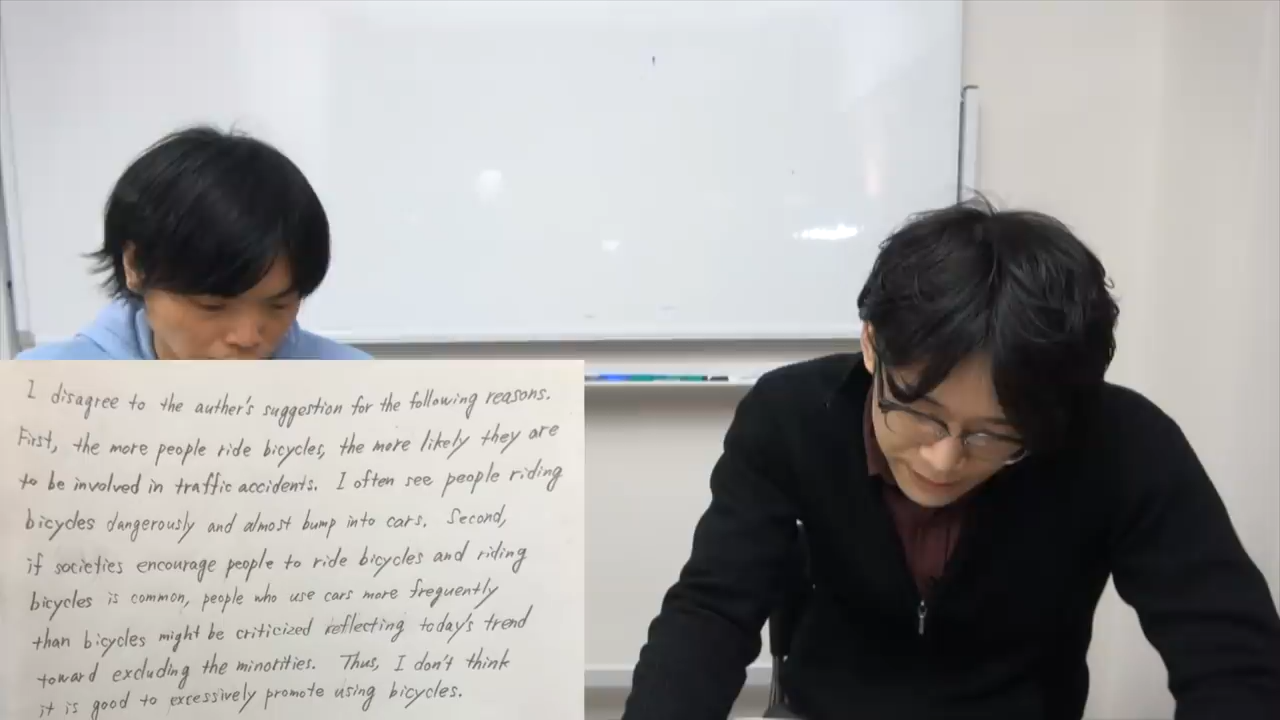 I disagree to the auther's suggestion for the following reasons.
First, the more people ride bicycles, the more likely they are
to be involved in traffic accidents. I often see people riding
bicycles dangerously and almost bump into cars. Second,
if societies encourage people to ride bicycles and riding
bicycles is common, people who use cars more frequently
than bicycles might be criticized reflecting today's trend
toward excluding the minorities. Thus, I don't think
it is good to excessively promote using bicycles.